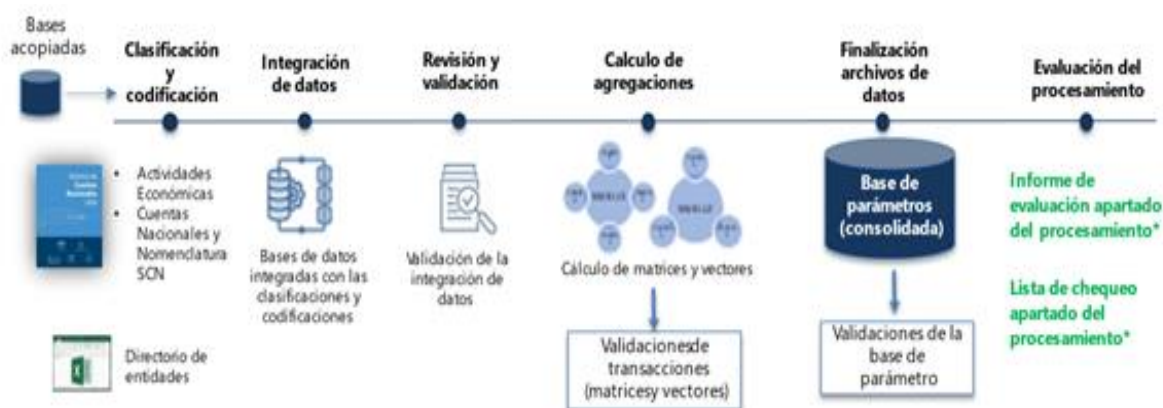 Bases
acopiadas
Clasificación
y
codificación
Integración
de datos
Revisión y
validación
Calculo de
agregaciones
Finalización
archivos de
datos
Evaluación del
procesamiento
• Actividades
Económicas
• Cuentas
Nacionales y
Nomenclatura
SCN
Directorio de
entidades
Bases de datos
integradas con las
clasificaciones y
codificaciones
Validación de la
integración de
datos
Cálculo de matrices y vectores
Validacionesde
transacciones
(matricesy vectores)
Base de
parámetros
(consolidada)
Validaciones de la
base de
parámetro
Informe de
evaluación apartado
del procesamiento*
Lista de chequeo
apartado del
procesamiento*